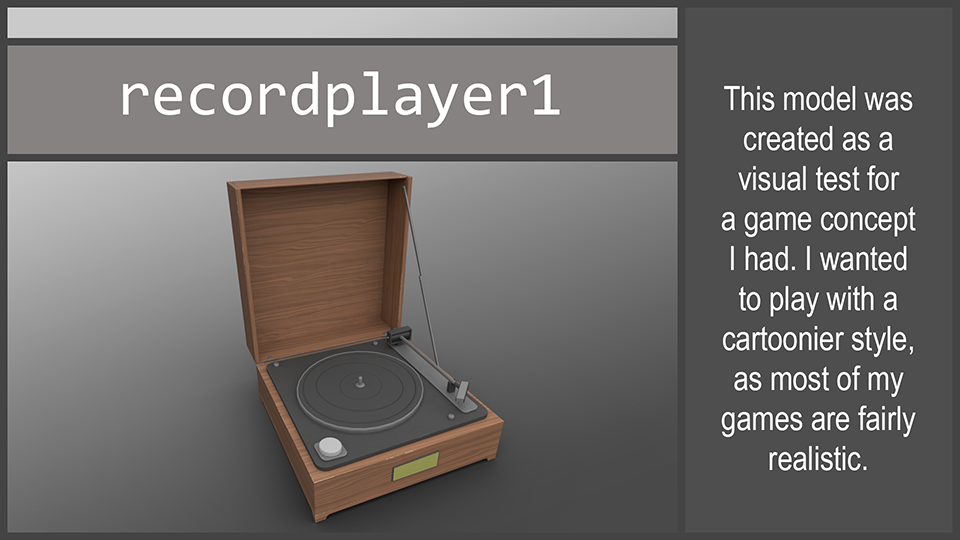 recordplayer1
This model was
created as a
visual test for
a game concept
I had. I wanted
to play with a
cartoonier style,
as most of my
games are fairly
realistic.